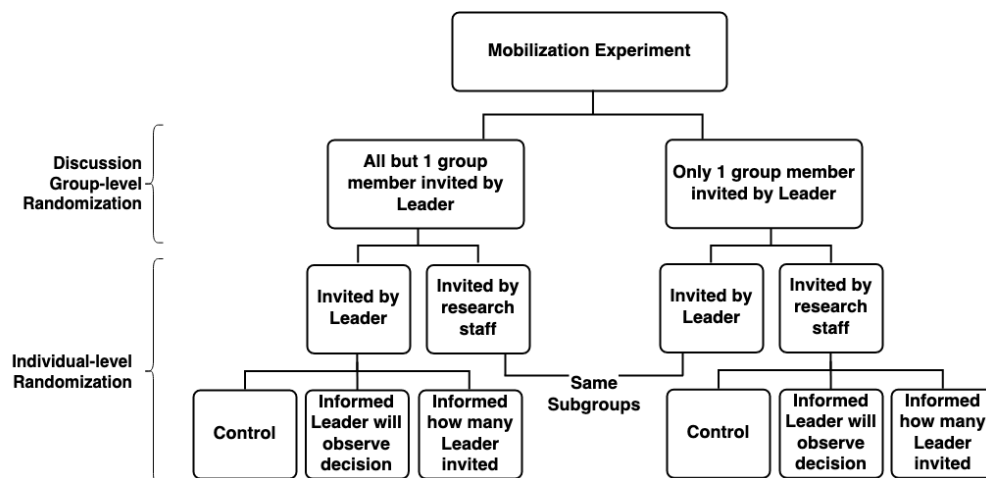 Mobilization Experiment
Discussion
Group-level
Randomization
All but 1 group
member invited by
Leader
Only 1 group member
invited by Leader
Individual-level
Randomization
Invited by
Leader
Invited by
research
staff
Invited by
Leader
Invited by
research
staff
Same
Subgroups
Control
Informed
Leader will
observe
decision
Informed
how many
Leader
invited
Control
Informed
Leader will
observe
decision
Informed
how many
Leader
invited